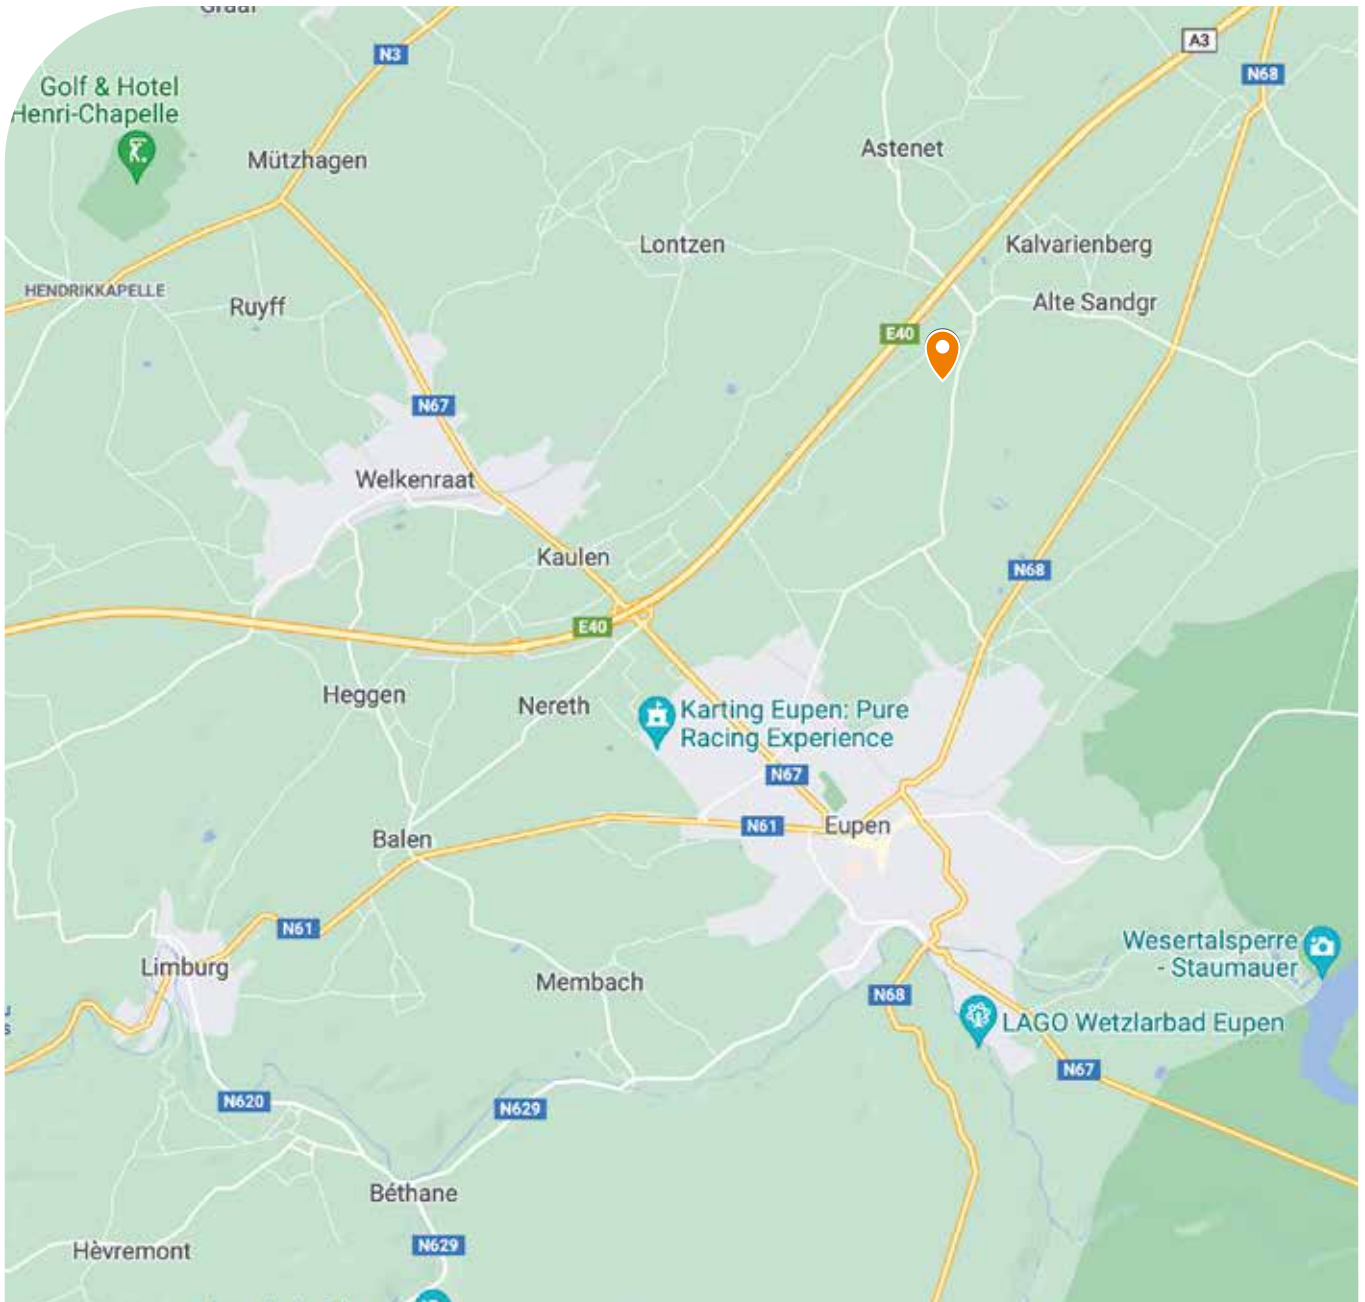 Graaf
N3
A3
N68
Golf & Hotel
Henri-Chapelle
Mützhagen
Astenet
Lontzen
Kalvarienberg
HENDRIKKAPELLE
Ruyff
Alte Sandgr
E40
N67
Welkenraat
Kaulen
N68
E40
Heggen
Nereth
Karting Eupen: Pure
Racing Experience
N67
N61
Eupen
Balen
N61
Limburg
Wesertalsperre
- Staumauer
Membach
N68
LAGO Wetzlarbad Eupen
N67
N620
N629
Béthane
Hèvremont
N629